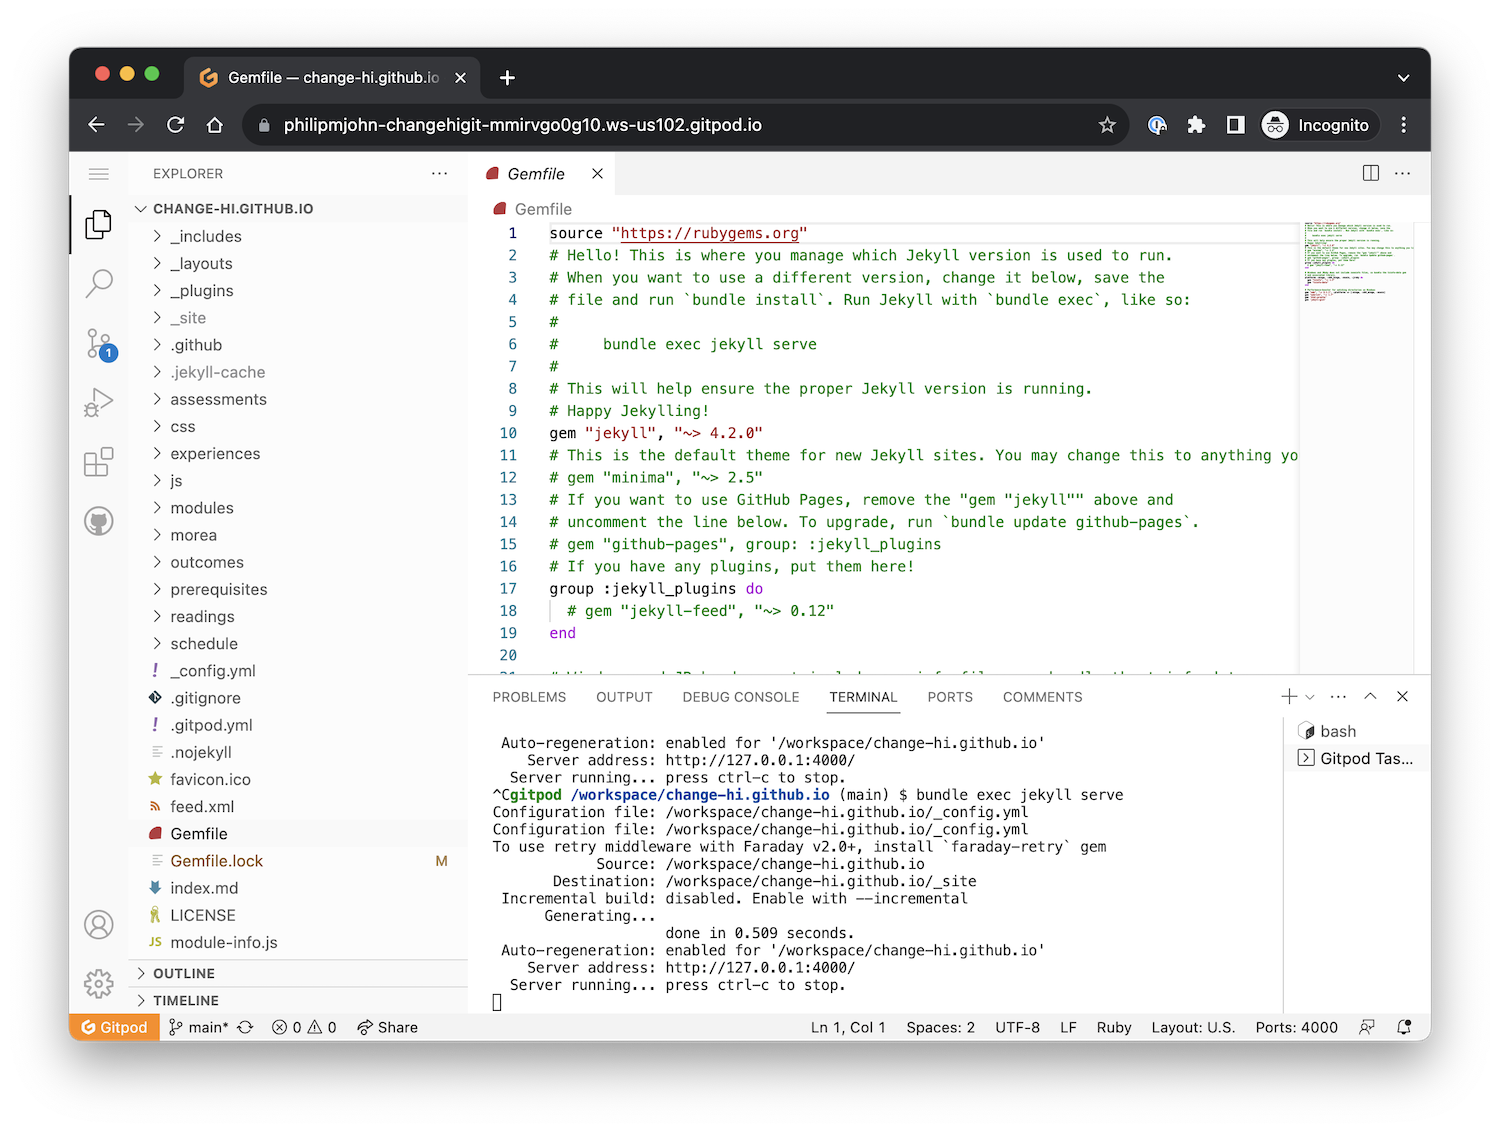 Gemfile — change-hi.github.io
philipmjohn-changehigit-mmirvgo0g10.ws-us102.gitpod.io
Incognito
EXPLORER
CHANGE-HI.GITHUB.IO
_includes
_layouts
_plugins
_site
.github
.jekyll-cache
assessments
css
experiences
js
modules
morea
outcomes
prerequisites
readings
schedule
! _config.yml
.gitignore
! .gitpod.yml
.nojekyll
favicon.ico
feed.xml
Gemfile
Gemfile.lock M
index.md
LICENSE
JS module-info.js
OUTLINE
TIMELINE
1
Gemfile
Gemfile
1 source "https://rubygems.org"
2 # Hello! This is where you manage which Jekyll version is used to run.
3 # When you want to use a different version, change it below, save the
4 # file and run `bundle install`. Run Jekyll with `bundle exec`, like so:
5 #
6 #     bundle exec jekyll serve
7 #
8 # This will help ensure the proper Jekyll version is running.
9 # Happy Jekylling!
10 gem "jekyll", "~> 4.2.0"
11 # This is the default theme for new Jekyll sites. You may change this to anything yo
12 # gem "minima", "~> 2.5"
13 # If you want to use GitHub Pages, remove the "gem "jekyll"" above and
14 # uncomment the line below. To upgrade, run `bundle update github-pages`.
15 # gem "github-pages", group: :jekyll_plugins
16 # If you have any plugins, put them here!
17 group :jekyll_plugins do
18   # gem "jekyll-feed", "~> 0.12"
19 end
20
PROBLEMS OUTPUT DEBUG CONSOLE TERMINAL PORTS COMMENTS
Auto-regeneration: enabled for '/workspace/change-hi.github.io'
Server address: http://127.0.0.1:4000/
Server running... press ctrl-c to stop.
^Cgitpod /workspace/change-hi.github.io (main) $ bundle exec jekyll serve
Configuration file: /workspace/change-hi.github.io/_config.yml
Configuration file: /workspace/change-hi.github.io/_config.yml
To use retry middleware with Faraday v2.0+, install `faraday-retry` gem
Source: /workspace/change-hi.github.io
Destination: /workspace/change-hi.github.io/_site
Incremental build: disabled. Enable with --incremental
Generating...
done in 0.509 seconds.
Auto-regeneration: enabled for '/workspace/change-hi.github.io'
Server address: http://127.0.0.1:4000/
Server running... press ctrl-c to stop.
bash
Gitpod Tas...
Gitpod main* 0 0 Share Ln 1, Col 1 Spaces: 2 UTF-8 LF Ruby Layout: U.S. Ports: 4000